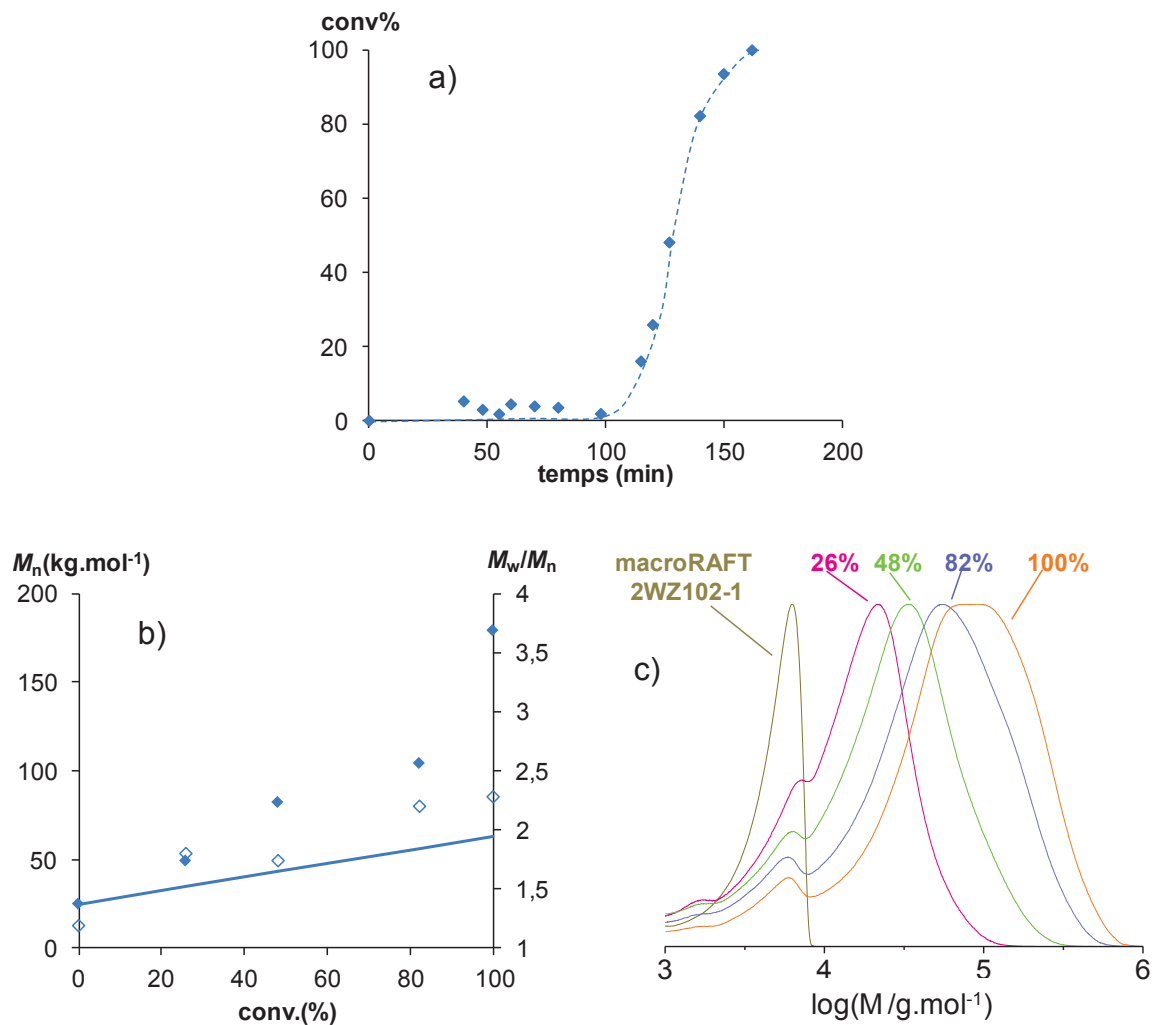 conv%
a)
100
80
60
40
20
0
0 50 100 150 200
temps (min)
Mn(kg.mol-1)
Mw/Mn
b)
200
150
100
50
0
4
3,5
3
2,5
2
1,5
1
0 20 40 60 80 100
conv.(%)
macroRAFT
2WZ102-1
26% 48% 82% 100%
c)
3 4 5 6
log(M/g.mol-1)